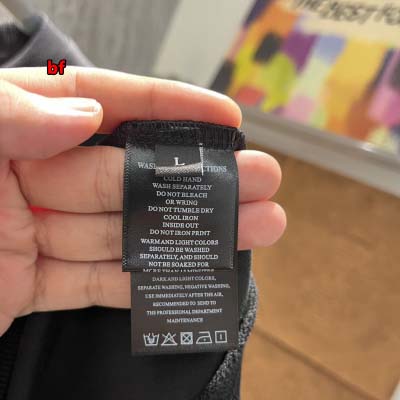 bf
L
COLD HAND
WASH SEPARATELY
DO NOT BLEACH
OR WRING
DO NOT TUMBLE DRY
COOL IRON
INSIDE OUT
DO NOT IRON PRINT
WARM AND LIGHT COLORS
SHOULD BE WASHED
SEPARATELY, AND SHOULD
NOT BE SOAKED FOR
DARK AND LIGHT COLORS,
SEPARATE WASHING, NEGATIVE WASHING,
USE IMMEDIATELY AFTER THE AIR,
RECOMMENDED TO SEND TO
THE PROFESSIONAL DEPARTMENT
MAINTENANCE